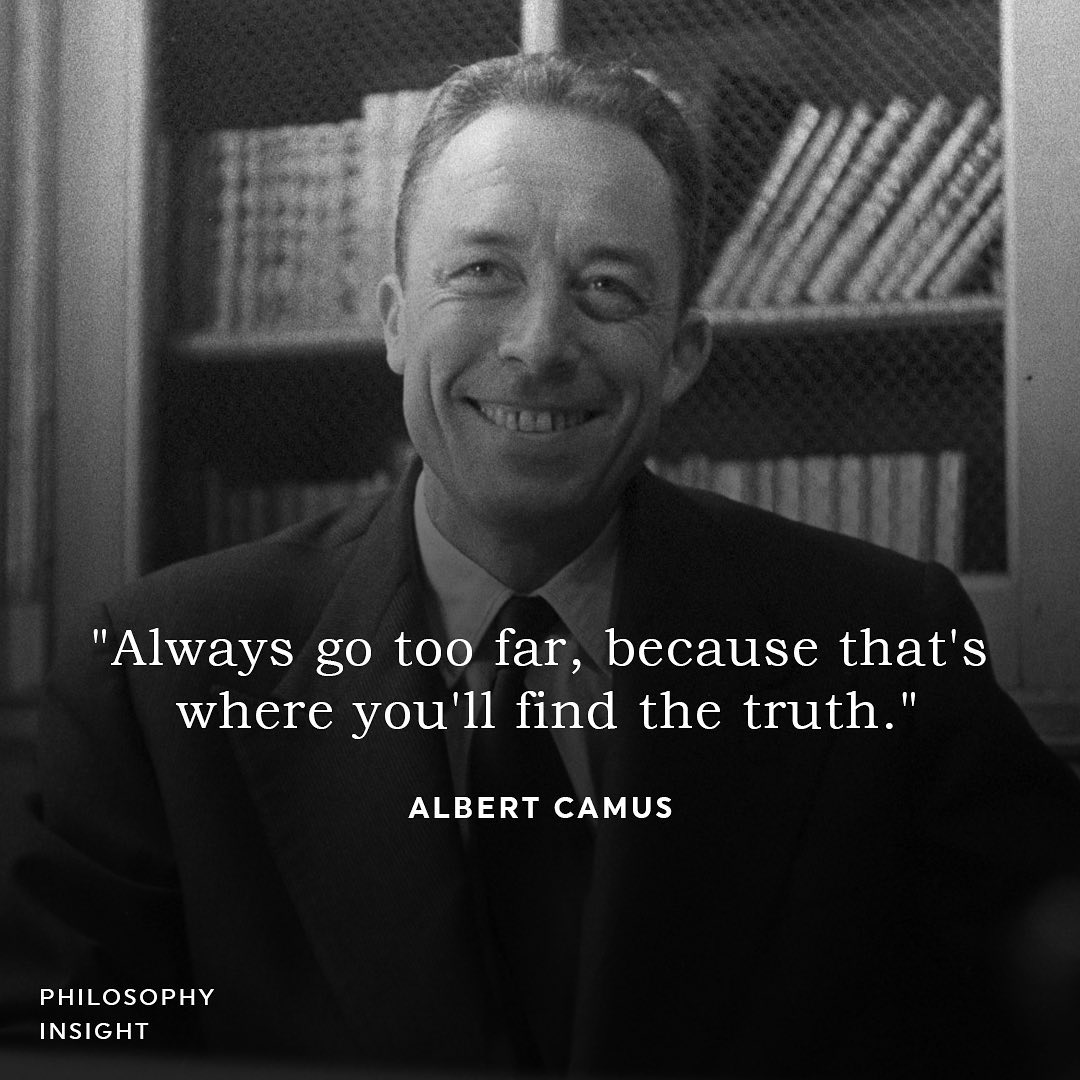 "Always go too far, because that's
where you'll find the truth."
ALBERT CAMUS
PHILOSOPHY
INSIGHT